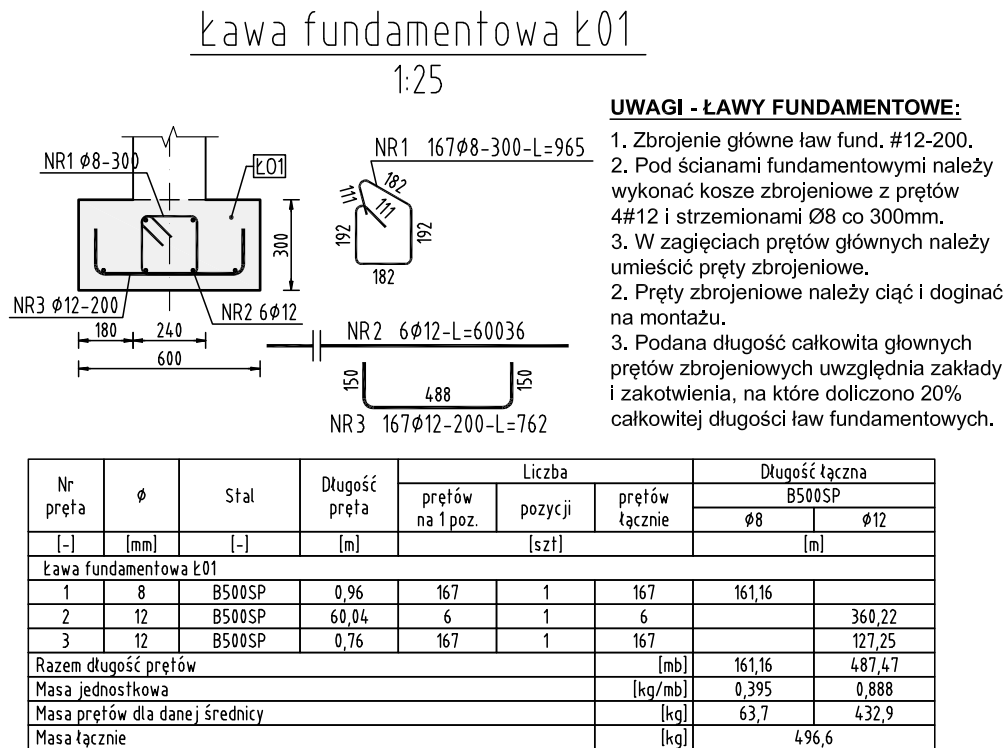 Ława fundamentowa Ł01
1:25
NR1 Ø8-300
Ł01
300
NR3 Ø12-200
NR2 6Ø12
180
240
600
NR1 167Ø8-300-L=965
182
111
111
192
192
182
NR2 6Ø12-L=60036
150
488
150
NR3 167Ø12-200-L=762
UWAGI - ŁAWY FUNDAMENTOWE:
1. Zbrojenie główne ław fund. #12-200.
2. Pod ścianami fundamentowymi należy
wykonać kosze zbrojeniowe z prętów
4#12 i strzemionami Ø8 co 300mm.
3. W zagięciach prętów głównych należy
umieścić pręty zbrojeniowe.
2. Pręty zbrojeniowe należy ciąć i doginać
na montażu.
3. Podana długość całkowita głownych
prętów zbrojeniowych uwzględnia zakłady
i zakotwienia, na które doliczono 20%
całkowitej długości ław fundamentowych.
Nr pręta Ø Stal Długość pręta Liczba Długość łączna
prętów na 1 poz. pozycji prętów łącznie B500SP
Ø8 Ø12
[-] [mm] [-] [m] [szt] [m]
Ława fundamentowa Ł01
1 8 B500SP 0,96 167 1 167 161,16
2 12 B500SP 60,04 6 1 6 360,22
3 12 B500SP 0,76 167 1 167 127,25
Razem długość prętów [mb] 161,16 487,47
Masa jednostkowa [kg/mb] 0,395 0,888
Masa prętów dla danej średnicy [kg] 63,7 432,9
Masa łącznie [kg] 496,6